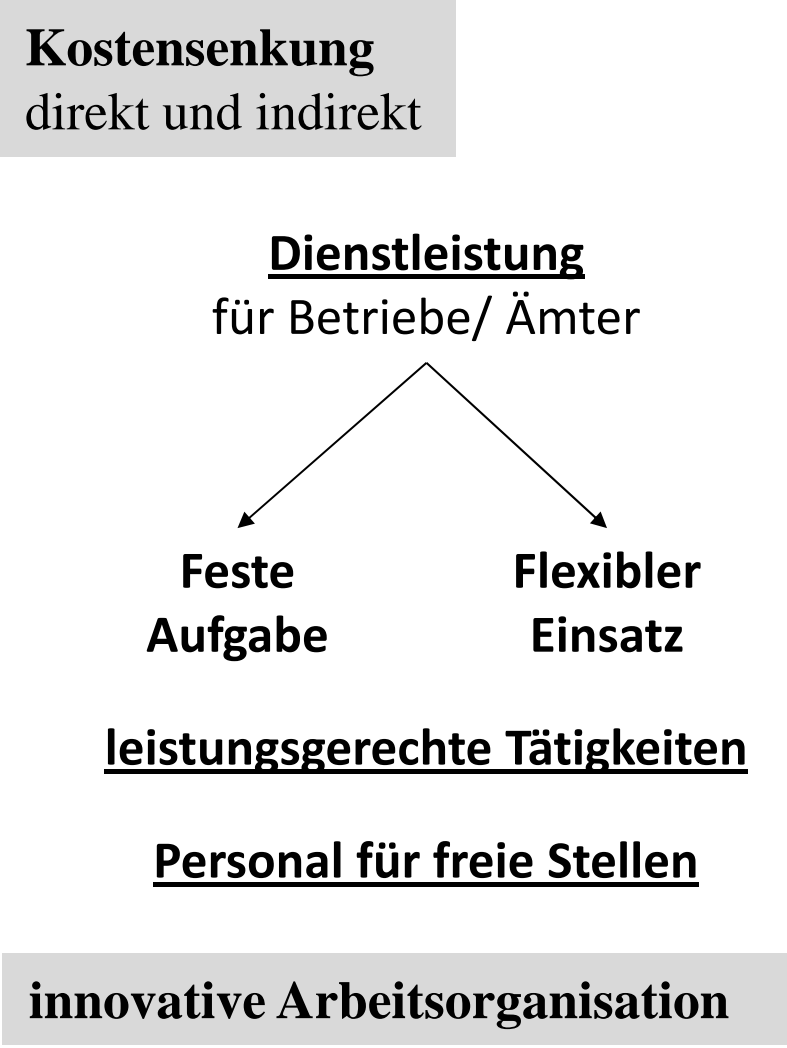 Kostensenkung
direkt und indirekt
Dienstleistung
für Betriebe/ Ämter
Feste
Aufgabe
Flexibler
Einsatz
leistungsgerechte Tätigkeiten
Personal für freie Stellen
innovative Arbeitsorganisation